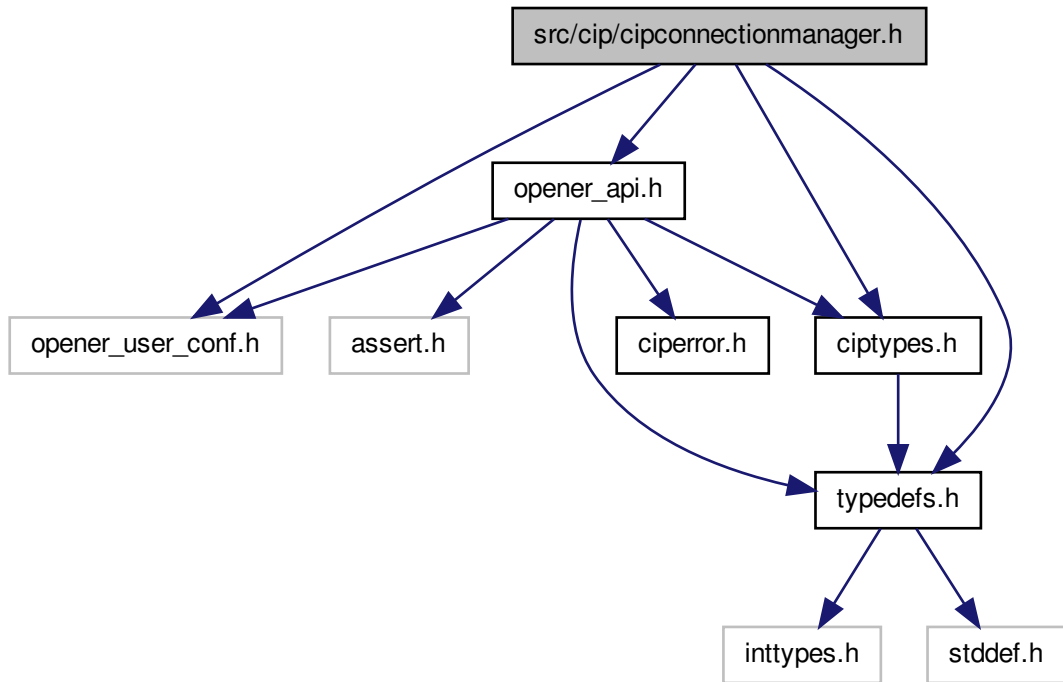 src/cip/cipconnectionmanager.h
opener_api.h
opener_user_conf.h
assert.h
ciperror.h
ciptypes.h
typedefs.h
inttypes.h
stddef.h